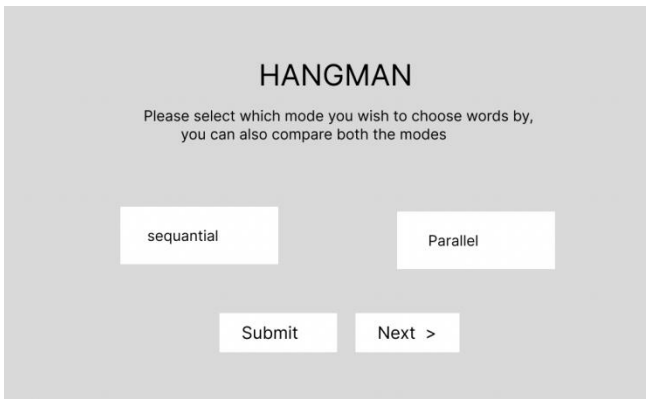 HANGMAN
Please select which mode you wish to choose words by,
you can also compare both the modes
sequantial
Parallel
Submit
Next >